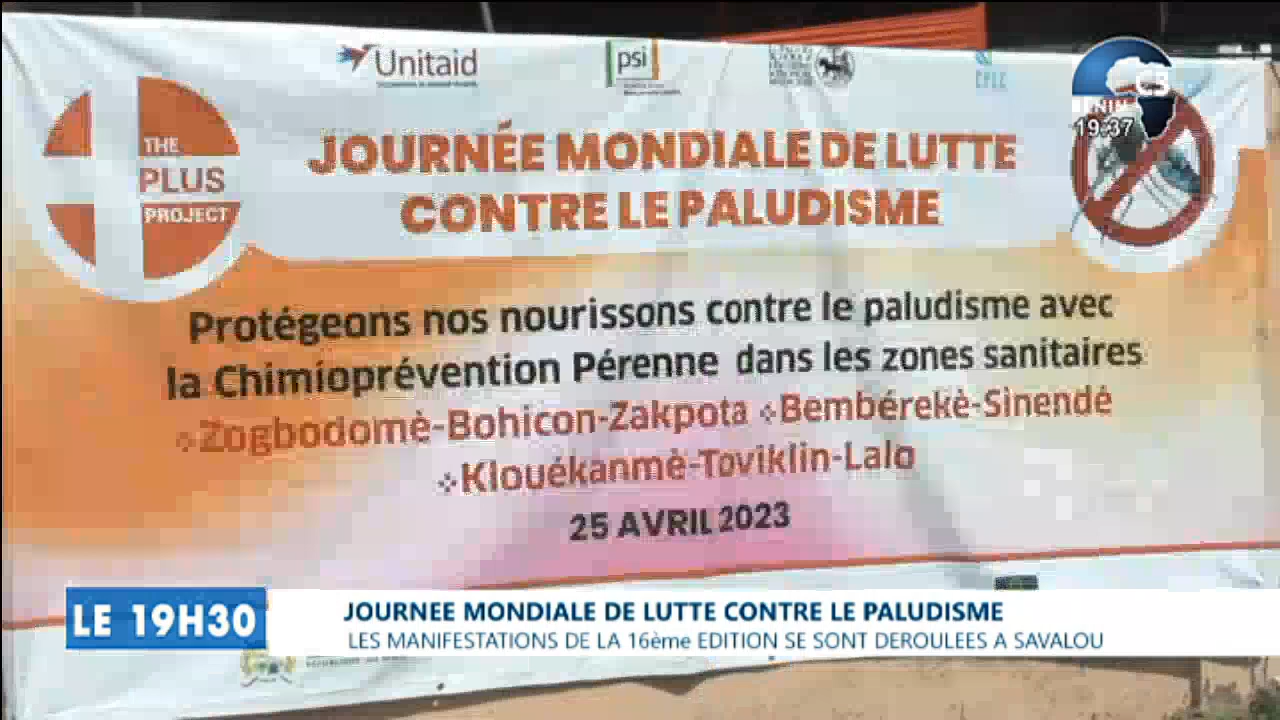 Unitaid
psi
THE
PLUS
PROJECT
JOURNÉE MONDIALE DE LUTTE
CONTRE LE PALUDISME
C5
BENIN
19:37
Protégeons nos nourissons contre le paludisme avec
la Chimioprévention Pérenne dans les zones sanitaires
Zogbodomè-Bohicon-Zakpota Bembérekè-Sinendé
Klouékanmè-Toviklin-Lalo
25 AVRIL 2023
LE 19H30
JOURNEE MONDIALE DE LUTTE CONTRE LE PALUDISME
LES MANIFESTATIONS DE LA 16ème EDITION SE SONT DEROULEES A SAVALOU